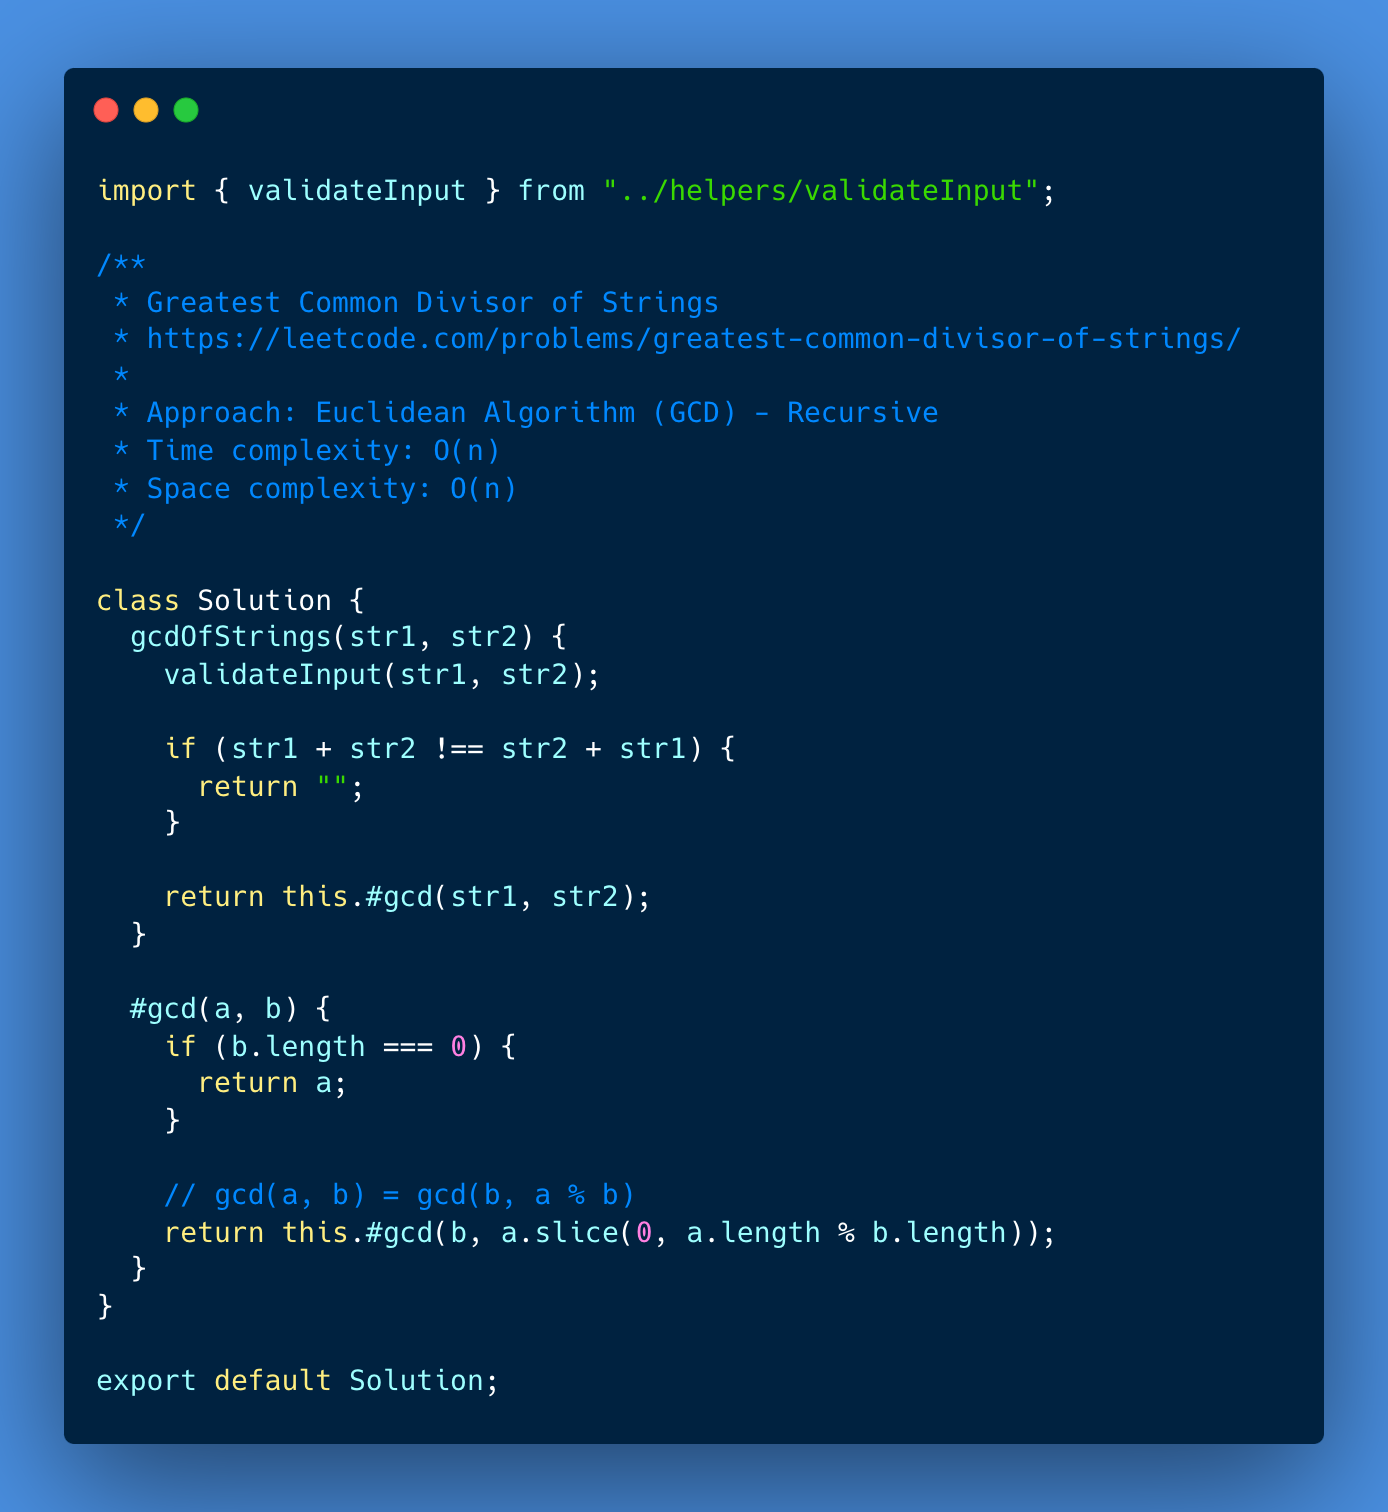 import { validateInput } from "../helpers/validateInput";

/**
 * Greatest Common Divisor of Strings
 * https://leetcode.com/problems/greatest-common-divisor-of-strings/
 *
 * Approach: Euclidean Algorithm (GCD) - Recursive
 * Time complexity: O(n)
 * Space complexity: O(n)
 */

class Solution {
  gcdOfStrings(str1, str2) {
    validateInput(str1, str2);

    if (str1 + str2 !== str2 + str1) {
      return "";
    }

    return this.#gcd(str1, str2);
  }

  #gcd(a, b) {
    if (b.length === 0) {
      return a;
    }

    // gcd(a, b) = gcd(b, a % b)
    return this.#gcd(b, a.slice(0, a.length % b.length));
  }
}

export default Solution;